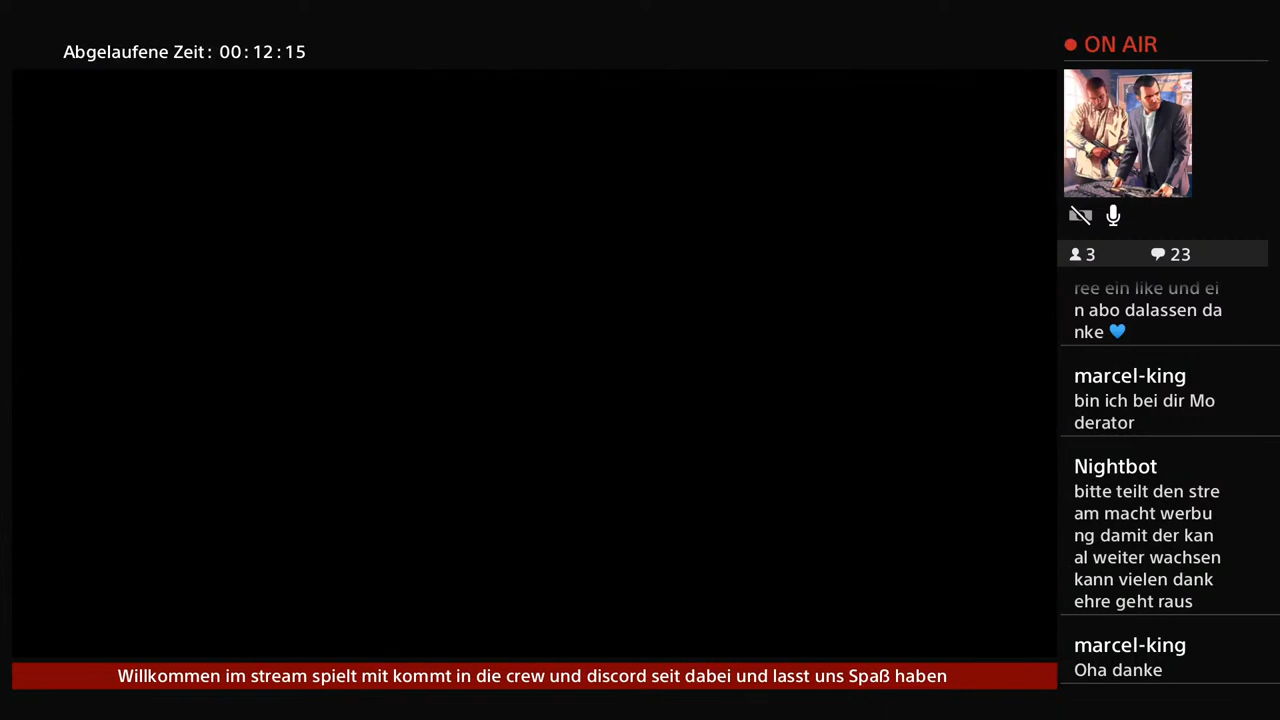 Abgelaufene Zeit: 00:12:15
ON AIR
3 23
ree ein like und ei
n abo dalassen da
nke 💙
marcel-king
bin ich bei dir Mo
derator
Nightbot
bitte teilt den stre
am macht werbu
ng damit der kan
al weiter wachsen
kann vielen dank
ehre geht raus
marcel-king
Oha danke
Willkommen im stream spielt mit kommt in die crew und discord seit dabei und lasst uns Spaß haben